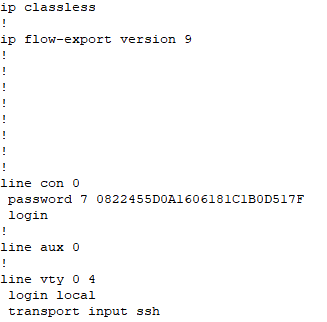 ip classless
!
ip flow-export version 9
!
!
!
!
!
!
!
!
line con 0
 password 7 0822455D0A1606181C1B0D517F
 login
!
line aux 0
!
line vty 0 4
 login local
 transport input ssh